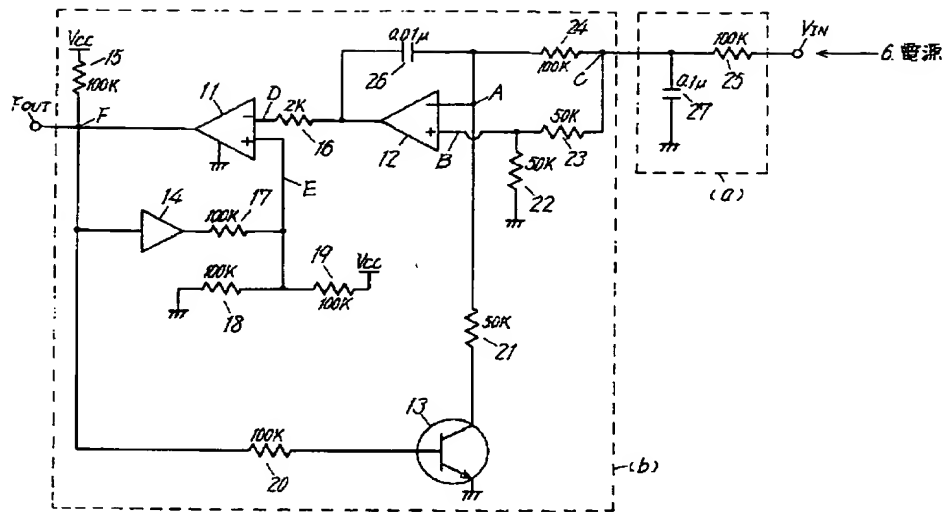 Vcc
15
100K
FOUT
F
11
D
2K
16
0.01μ
26
24
100K
C
A
12
B
50K
23
50K
22
0.1μ
27
100K
25
VIN
6.電源
(a)
E
14
100K
17
100K
18
19
Vcc
100K
50K
21
13
100K
20
(b)
−
+
−
+